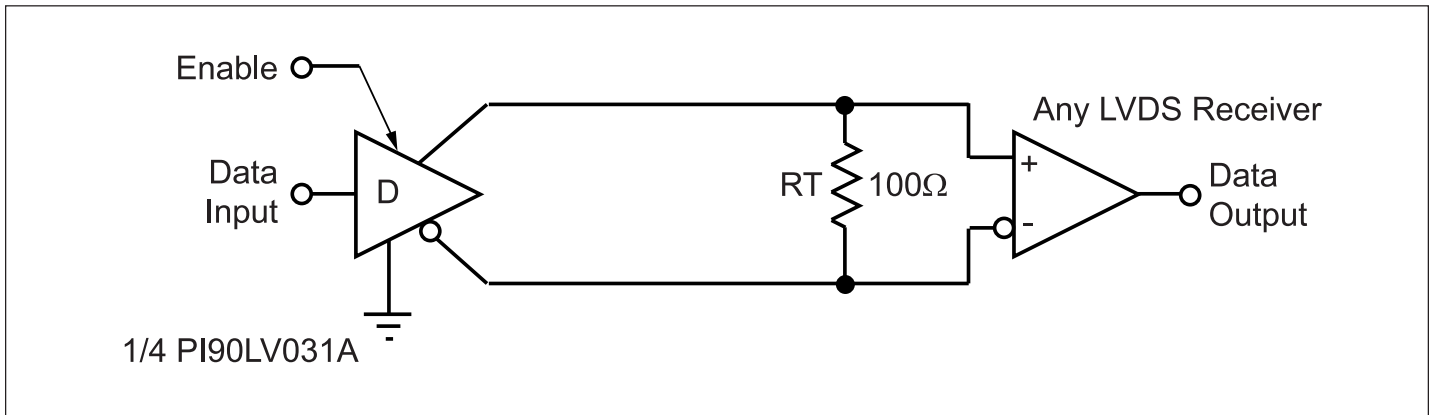 Enable
Data
Input
D
1/4 PI90LV031A
RT
100Ω
Any LVDS Receiver
+
-
Data
Output